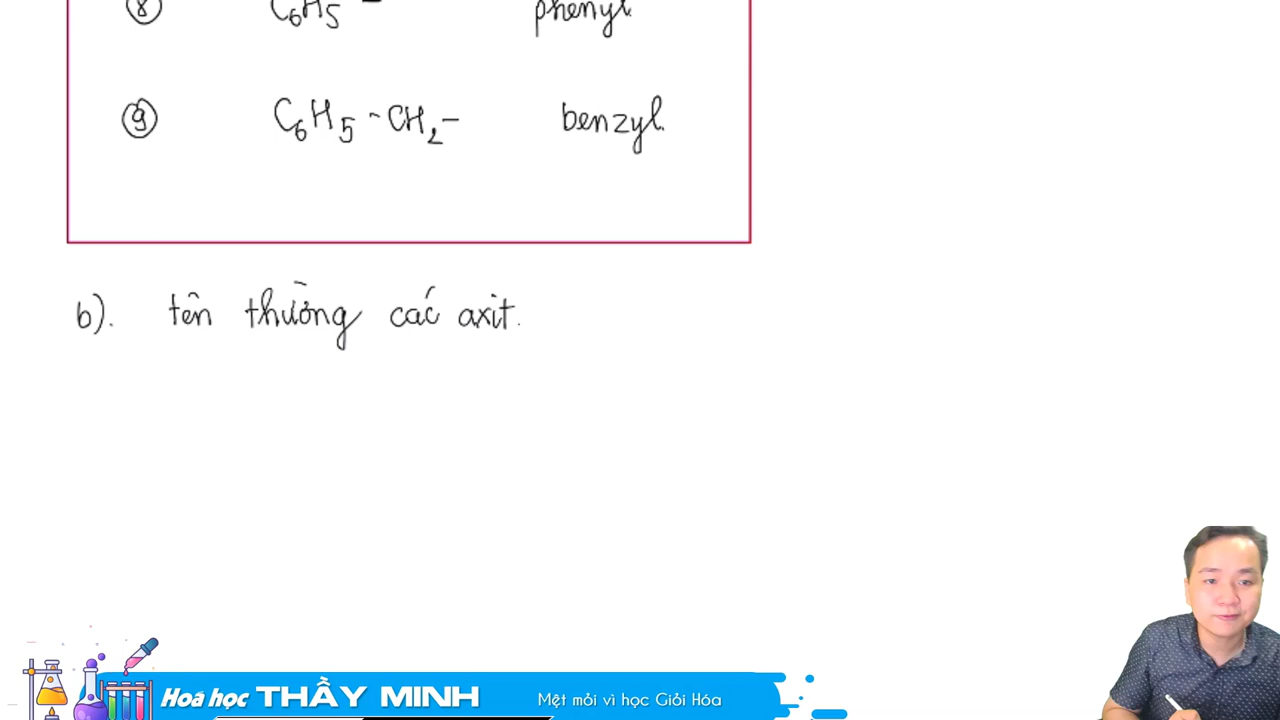 ⑧ C₆H₅ – phenyl.
⑨ C₆H₅ - CH₂ – benzyl.
b). tên thường các axit.
Hoá học THẦY MINH Mệt mỏi vì học Giỏi Hóa